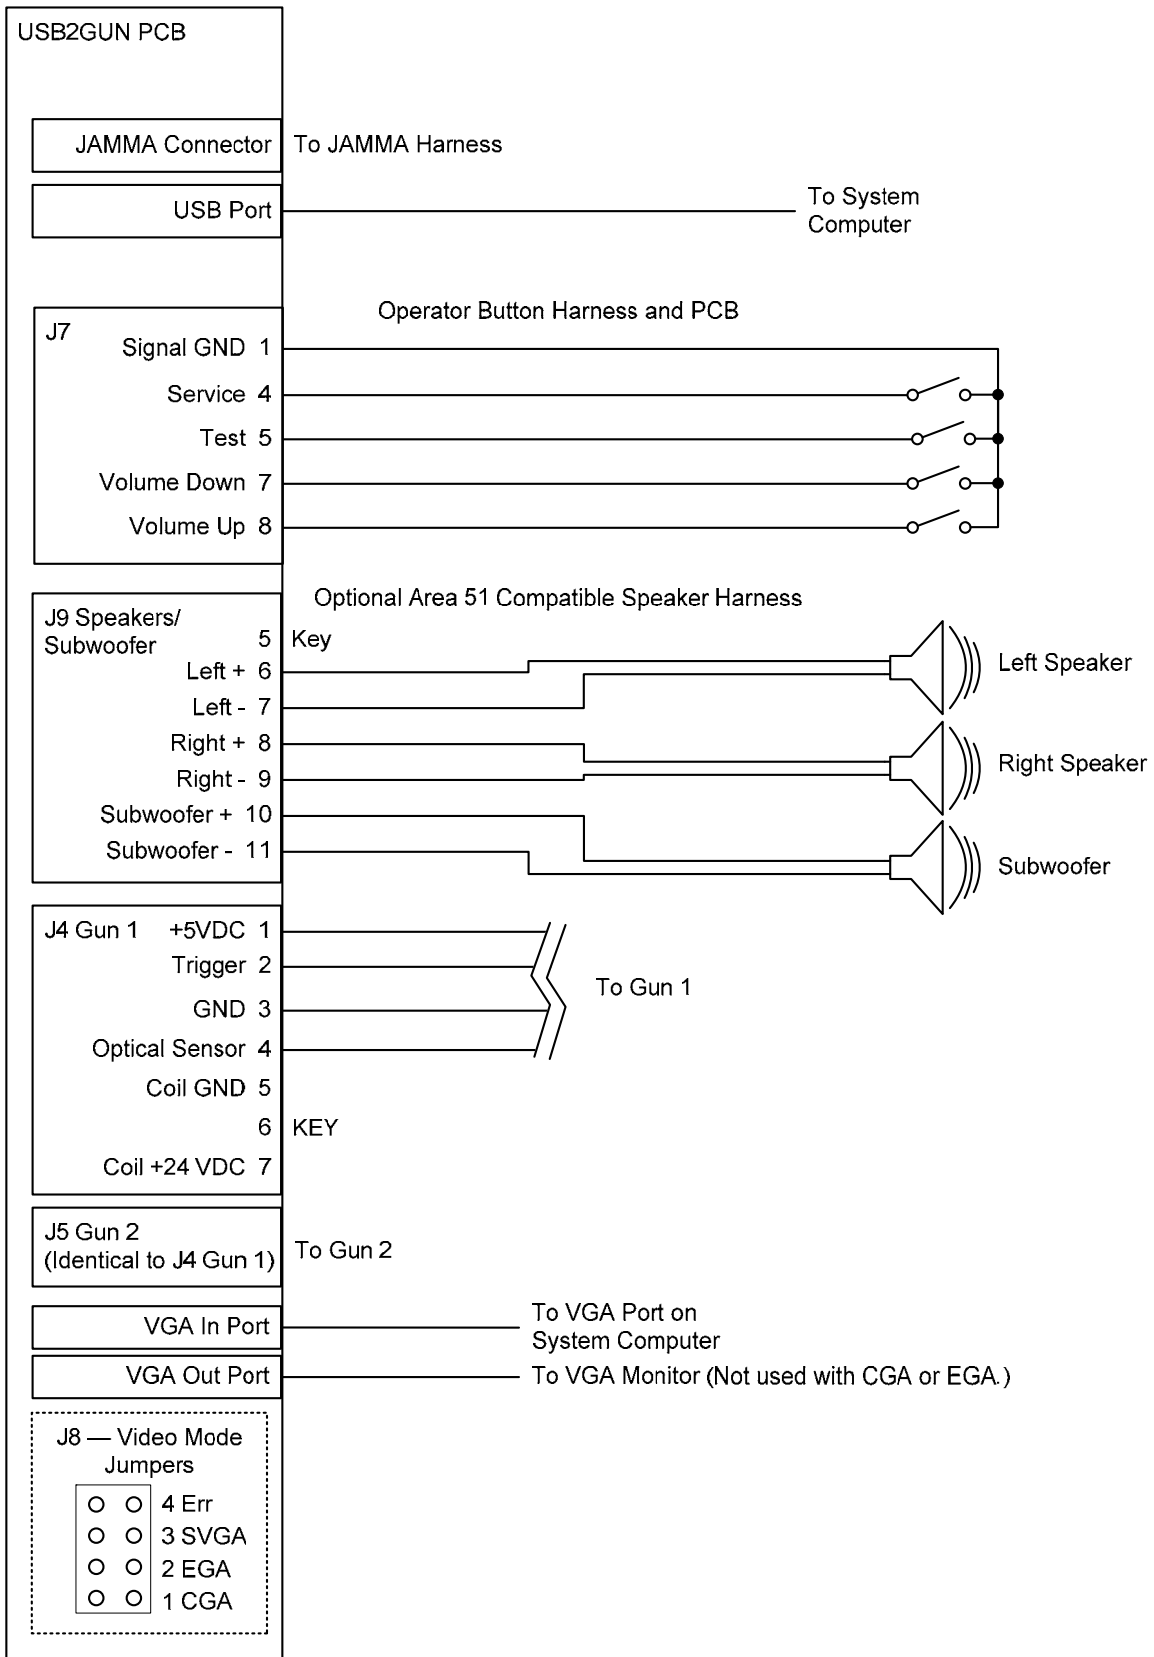 USB2GUN PCB
JAMMA Connector
To JAMMA Harness
USB Port
To System
Computer
Operator Button Harness and PCB
J7
Signal GND 1
Service 4
Test 5
Volume Down 7
Volume Up 8
Optional Area 51 Compatible Speaker Harness
J9 Speakers/
Subwoofer
5 Key
Left + 6
Left - 7
Right + 8
Right - 9
Subwoofer + 10
Subwoofer - 11
Left Speaker
Right Speaker
Subwoofer
J4 Gun 1 +5VDC 1
Trigger 2
GND 3
Optical Sensor 4
Coil GND 5
6 KEY
Coil +24 VDC 7
To Gun 1
J5 Gun 2
(Identical to J4 Gun 1)
To Gun 2
VGA In Port
To VGA Port on
System Computer
VGA Out Port
To VGA Monitor (Not used with CGA or EGA.)
J8 — Video Mode
Jumpers
4 Err
3 SVGA
2 EGA
1 CGA